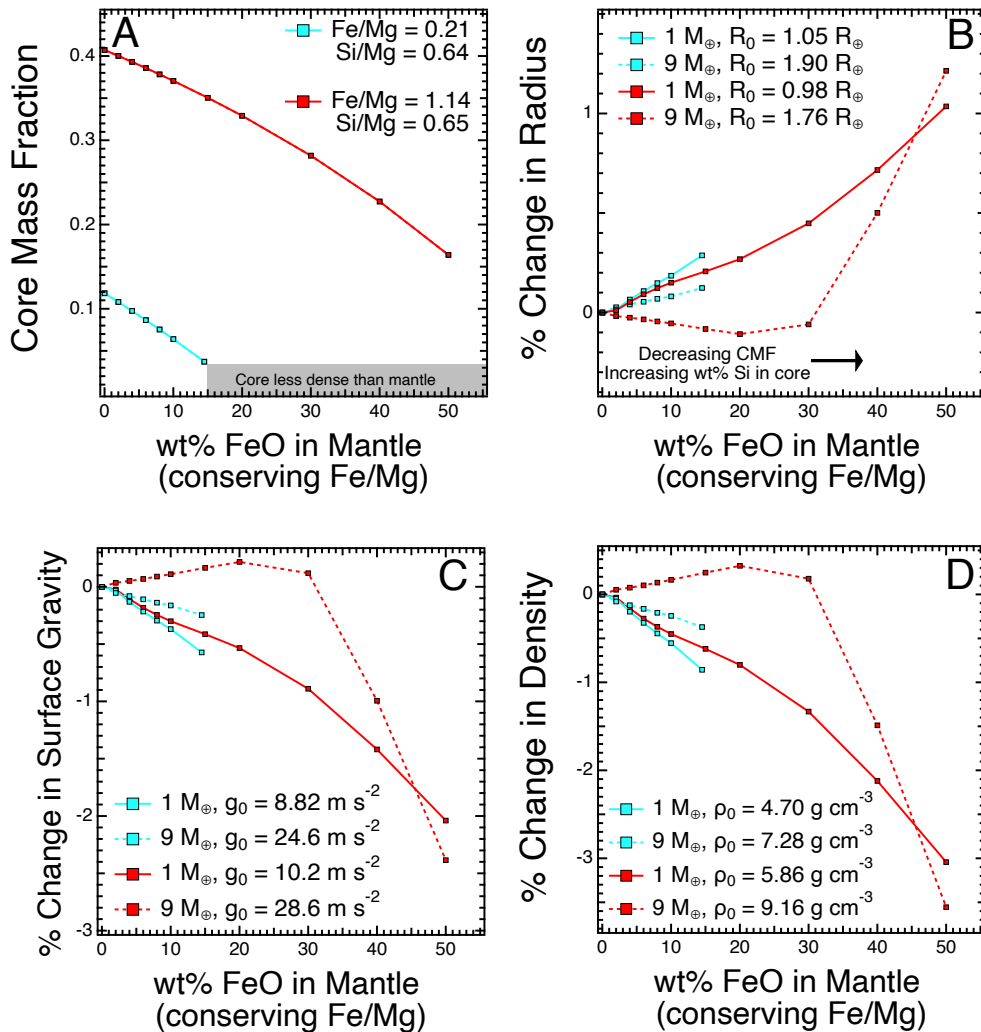 A
Fe/Mg = 0.21
Si/Mg = 0.64
Fe/Mg = 1.14
Si/Mg = 0.65
Core Mass Fraction
0.4
0.3
0.2
0.1
Core less dense than mantle
0 10 20 30 40 50
wt% FeO in Mantle
(conserving Fe/Mg)
B
1 M⊕, R₀ = 1.05 R⊕
9 M⊕, R₀ = 1.90 R⊕
1 M⊕, R₀ = 0.98 R⊕
9 M⊕, R₀ = 1.76 R⊕
% Change in Radius
1
0
Decreasing CMF
Increasing wt% Si in core
0 10 20 30 40 50
wt% FeO in Mantle
(conserving Fe/Mg)
C
% Change in Surface Gravity
0
-1
-2
-3
1 M⊕, g₀ = 8.82 m s⁻²
9 M⊕, g₀ = 24.6 m s⁻²
1 M⊕, g₀ = 10.2 m s⁻²
9 M⊕, g₀ = 28.6 m s⁻²
0 10 20 30 40 50
wt% FeO in Mantle
(conserving Fe/Mg)
D
% Change in Density
0
-1
-2
-3
1 M⊕, ρ₀ = 4.70 g cm⁻³
9 M⊕, ρ₀ = 7.28 g cm⁻³
1 M⊕, ρ₀ = 5.86 g cm⁻³
9 M⊕, ρ₀ = 9.16 g cm⁻³
0 10 20 30 40 50
wt% FeO in Mantle
(conserving Fe/Mg)